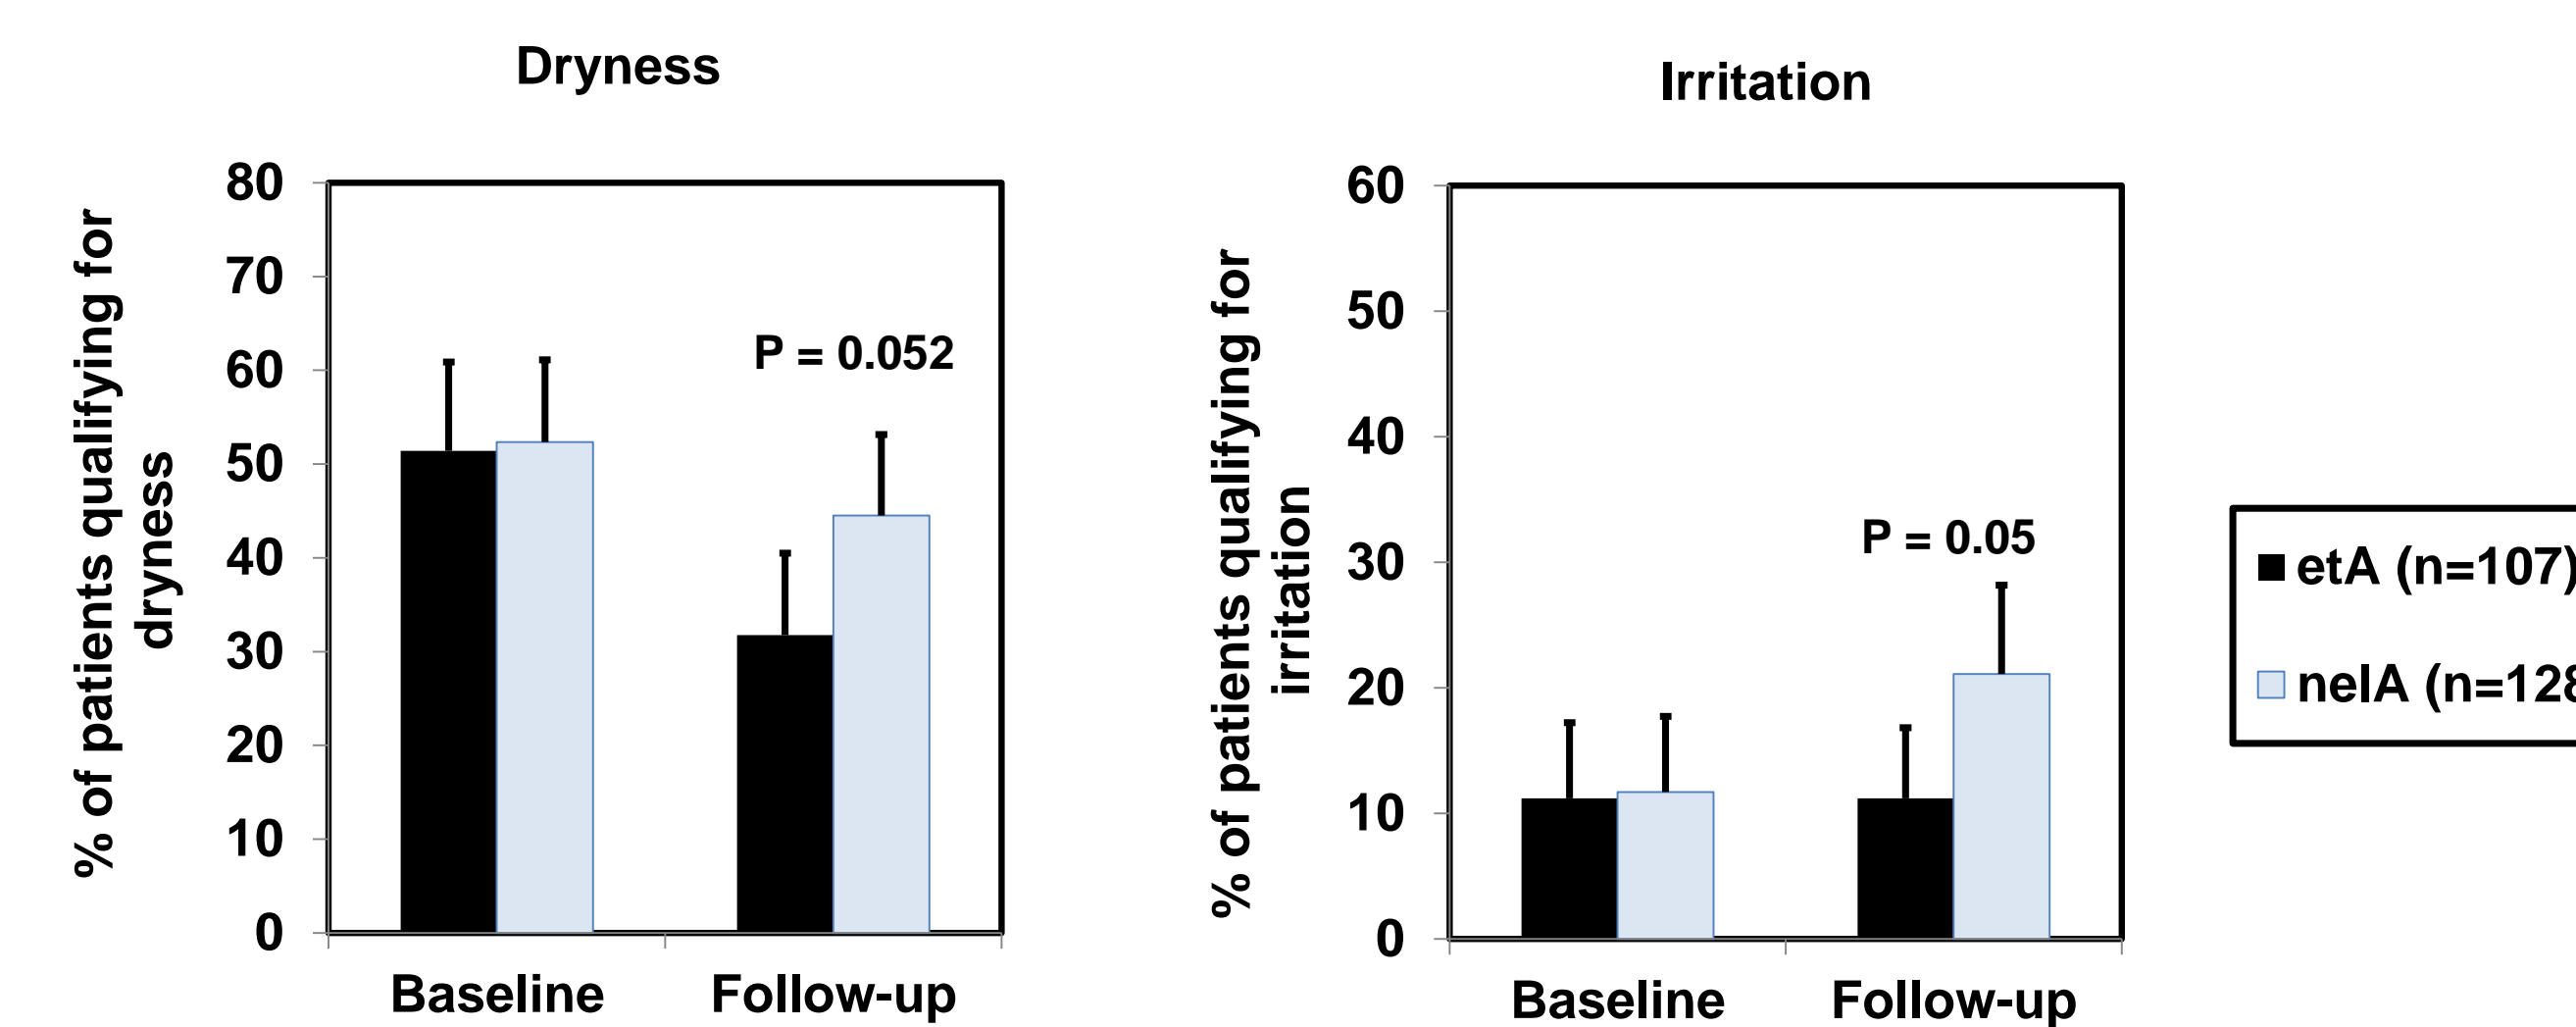 Dryness
% of patients qualifying for
dryness
80
70
60
50
40
30
20
10
0
P = 0.052
Baseline
Follow-up
Irritation
% of patients qualifying for
irritation
60
50
40
30
20
10
0
P = 0.05
Baseline
Follow-up
etA (n=107)
nelA (n=128